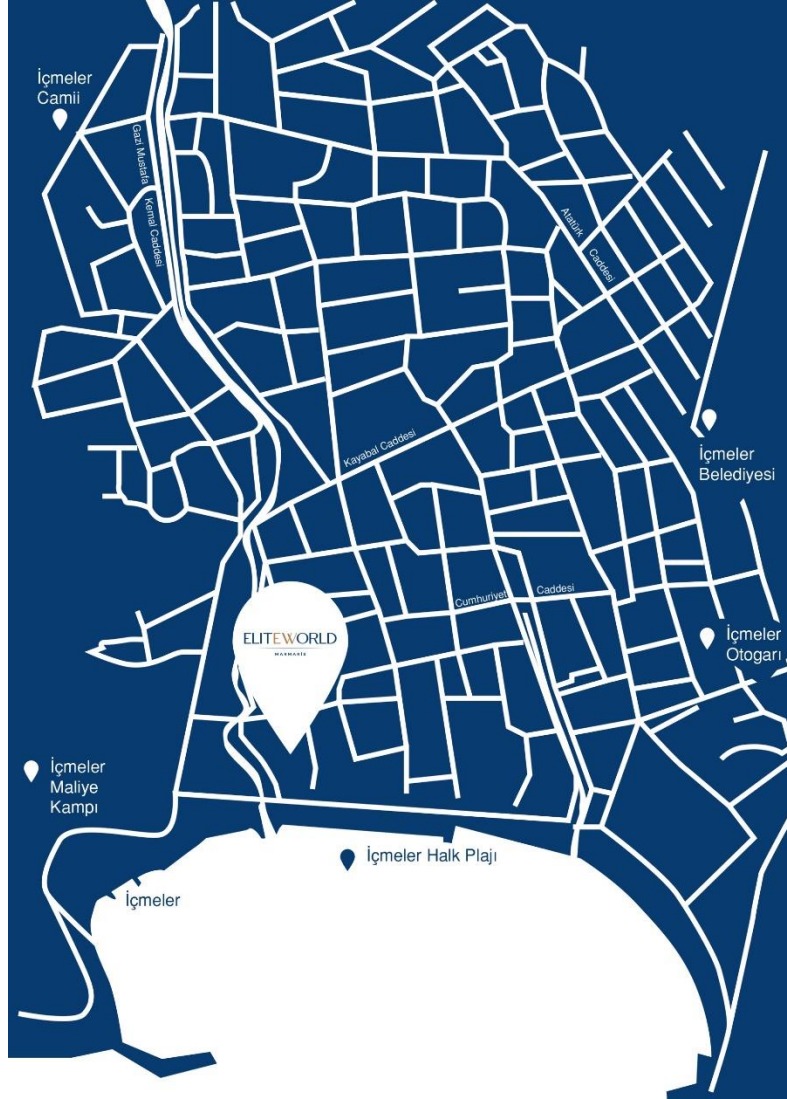 İçmeler
Camii
Gazi Mustafa
Kemal Caddesi
Atatürk
Caddesi
Kayabal Caddesi
İçmeler
Belediyesi
Cumhuriyet
Caddesi
ELITEWORLD
MARMARİS
İçmeler
Otogarı
İçmeler
Maliye
Kampı
İçmeler Halk Plajı
İçmeler